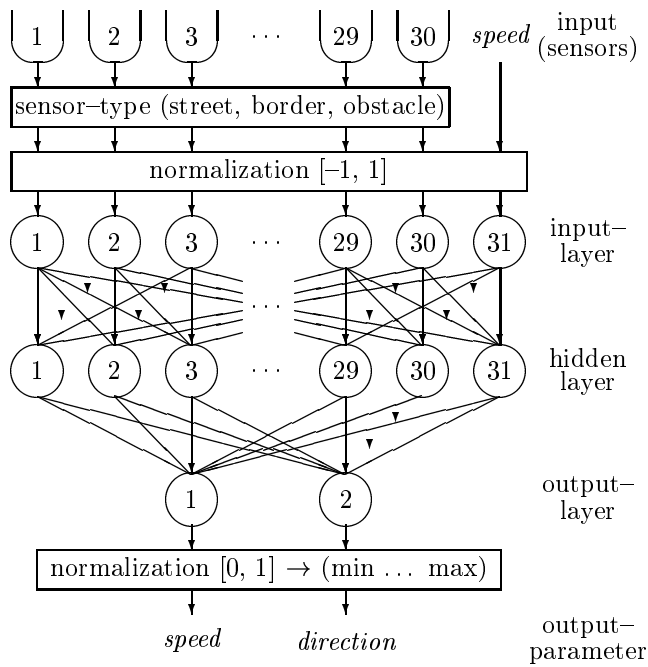 1 2 3 ... 29 30 speed input
(sensors)
sensor–type (street, border, obstacle)
normalization [–1, 1]
1 2 3 ... 29 30 31 input–
layer
...
1 2 3 ... 29 30 31 hidden
layer
1 2 output–
layer
normalization [0, 1] → (min ... max)
speed direction output–
parameter